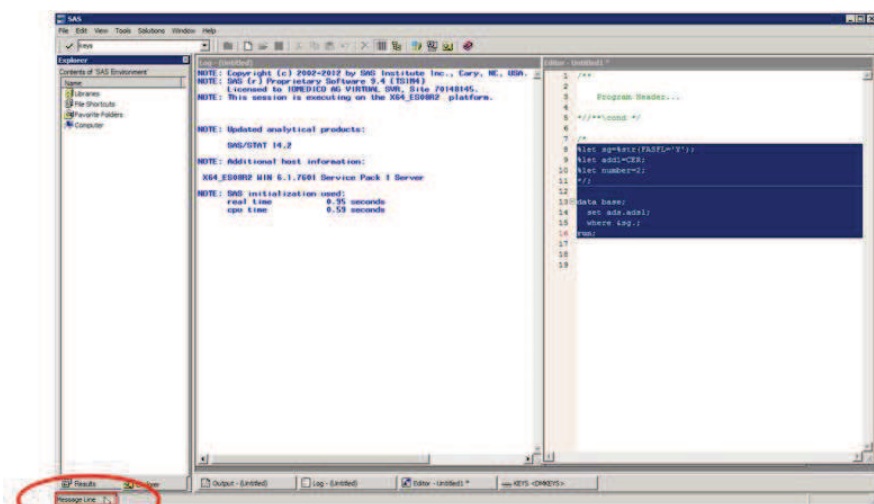 SAS
File Edit View Tools Solutions Window Help
keys
Explorer
Contents of 'SAS Environment'
Name
Libraries
File Shortcuts
Favorite Folders
Computer
Log - (Untitled)
NOTE: Copyright (c) 2002-2012 by SAS Institute Inc., Cary, NC, USA.
NOTE: SAS (r) Proprietary Software 9.4 (TS1M4)
Licensed to IOMEDICO AG VIRTUAL SVR, Site 70148145.
NOTE: This session is executing on the X64_ES08R2 platform.
NOTE: Updated analytical products:
SAS/STAT 14.2
NOTE: Additional host information:
X64_ES08R2 WIN 6.1.7601 Service Pack 1 Server
NOTE: SAS initialization used:
real time 0.95 seconds
cpu time 0.59 seconds
Editor - Untitled1 *
1 /**
2
3 Program Header...
4
5 *//**\cond */
6
7 /*
8 %let sg=%str(FASFL='Y');
9 %let addl=CKR;
10 %let number=2;
11 */;
12
13 data base;
14 set ads.adsl;
15 where &sg.;
16 run;
17
18
19
Results
Explorer
Output - (Untitled)
Log - (Untitled)
Editor - Untitled1 *
KEYS <DMKEYS>
Message Line